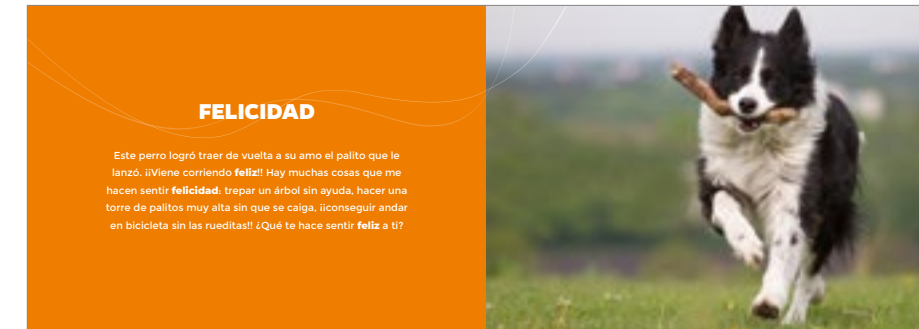 FELICIDAD
Este perro logró traer de vuelta a su amo el palito que le
lanzó. ¡¡Viene corriendo feliz!! Hay muchas cosas que me
hacen sentir felicidad: trepar un árbol sin ayuda, hacer una
torre de palitos muy alta sin que se caiga, ¡¡conseguir andar
en bicicleta sin las rueditas!! ¿Qué te hace sentir feliz a ti?